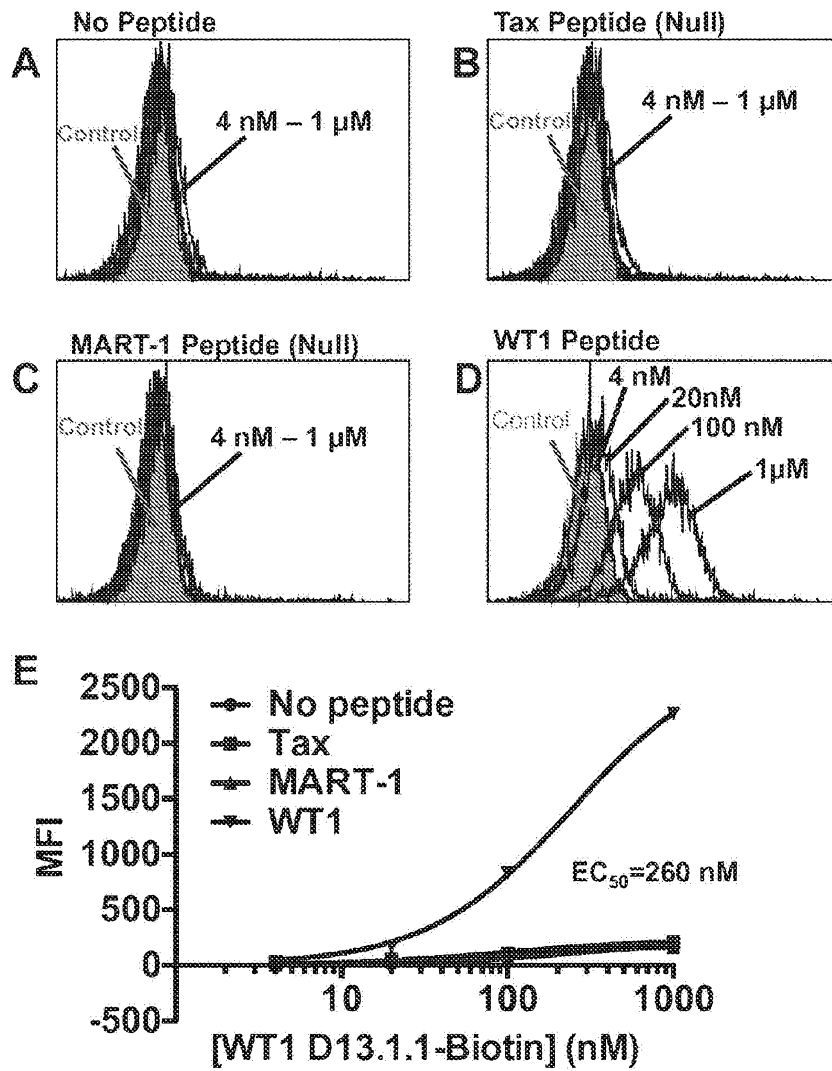 No Peptide
A
Control
4 nM – 1 µM
Tax Peptide (Null)
B
Control
4 nM – 1 µM
MART-1 Peptide (Null)
C
Control
4 nM – 1 µM
WT1 Peptide
D
Control
4 nM
20nM
100 nM
1µM
E
2500
2000
1500
1000
500
0
-500
MFI
No peptide
Tax
MART-1
WT1
EC50=260 nM
10
100
1000
[WT1 D13.1.1-Biotin] (nM)